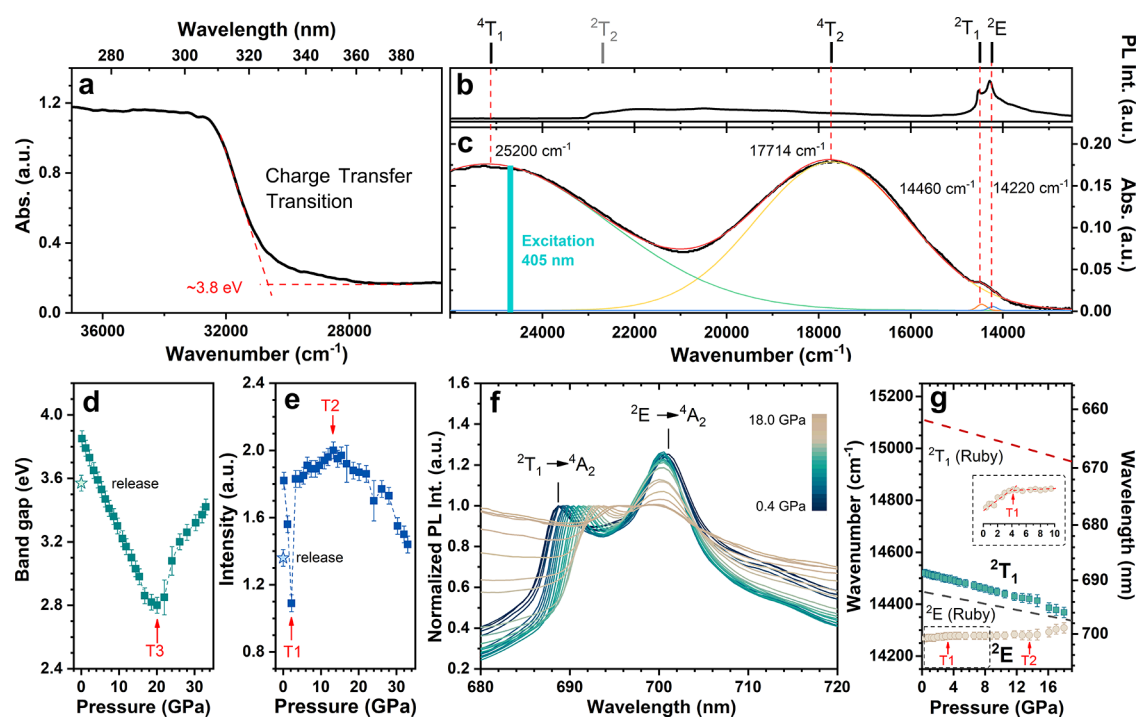 Wavelength (nm)
280 300 320 340 360 380
a
1.2
0.8
0.4
0.0
Abs. (a.u.)
Charge Transfer
Transition
~3.8 eV
36000 32000 28000
Wavenumber (cm⁻¹)
⁴T₁ ²T₂ ⁴T₂ ²T₁ ²E
b
PL Int. (a.u.)
c
25200 cm⁻¹
17714 cm⁻¹
14460 cm⁻¹
14220 cm⁻¹
Excitation
405 nm
0.20
0.15
0.10
0.05
0.00
Abs. (a.u.)
24000 22000 20000 18000 16000 14000
Wavenumber (cm⁻¹)
d
4.0
3.6
3.2
2.8
2.4
Band gap (eV)
release
T3
0 10 20 30
Pressure (GPa)
e
2.4
2.0
1.6
1.2
0.8
Intensity (a.u.)
T2
release
T1
0 10 20 30
Pressure (GPa)
f
1.6
1.4
1.2
1.0
0.8
0.6
0.4
0.2
Normalized PL Int. (a.u.)
²E → ⁴A₂
²T₁ → ⁴A₂
18.0 GPa
0.4 GPa
680 690 700 710 720
Wavelength (nm)
g
15000
14800
14600
14400
14200
Wavenumber (cm⁻¹)
660
670
680
690
700
Wavelength (nm)
²T₁ (Ruby)
T1
0 2 4 6 8 10
²T₁
²E (Ruby)
²E
T1
T2
0 4 8 12 16
Pressure (GPa)